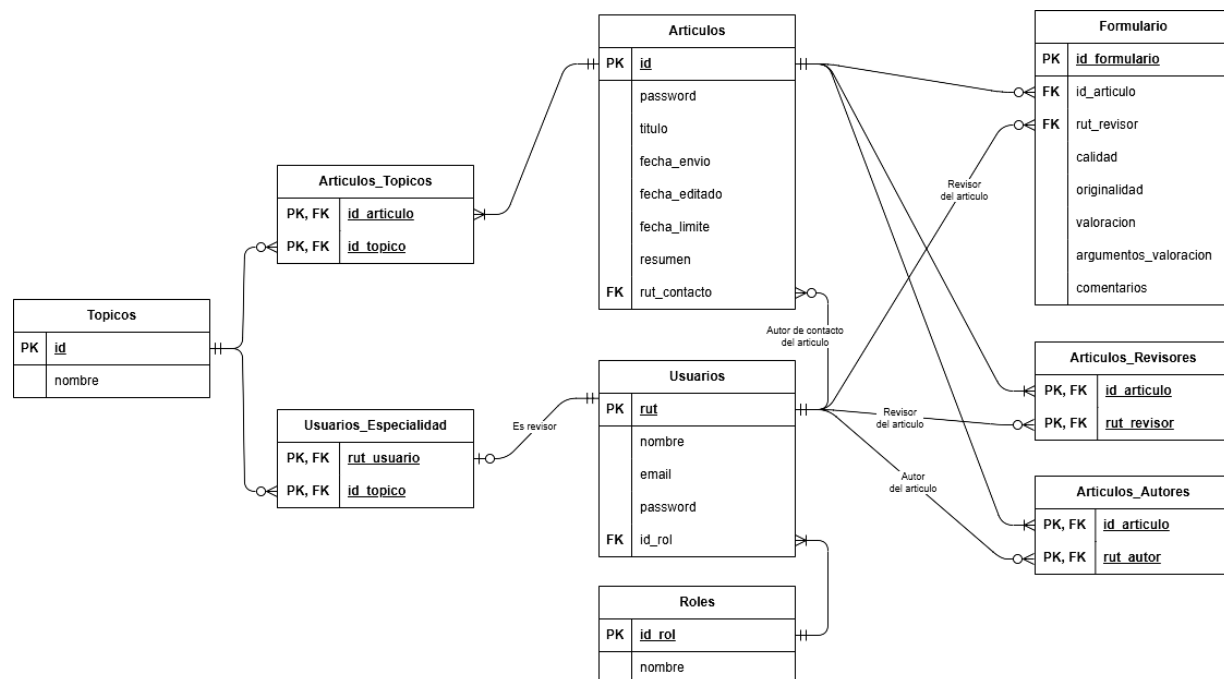 Articulos
PK id
password
titulo
fecha_envio
fecha_editado
fecha_limite
resumen
FK rut_contacto
Formulario
PK id_formulario
FK id_articulo
FK rut_revisor
calidad
originalidad
valoracion
argumentos_valoracion
comentarios
Articulos_Topicos
PK, FK id_articulo
PK, FK id_topico
Revisor
del articulo
Topicos
PK id
nombre
Autor de contacto
del articulo
Articulos_Revisores
PK, FK id_articulo
PK, FK rut_revisor
Usuarios
PK rut
nombre
email
password
FK id_rol
Usuarios_Especialidad
PK, FK rut_usuario
PK, FK id_topico
Es revisor
Revisor
del articulo
Autor
del articulo
Articulos_Autores
PK, FK id_articulo
PK, FK rut_autor
Roles
PK id_rol
nombre